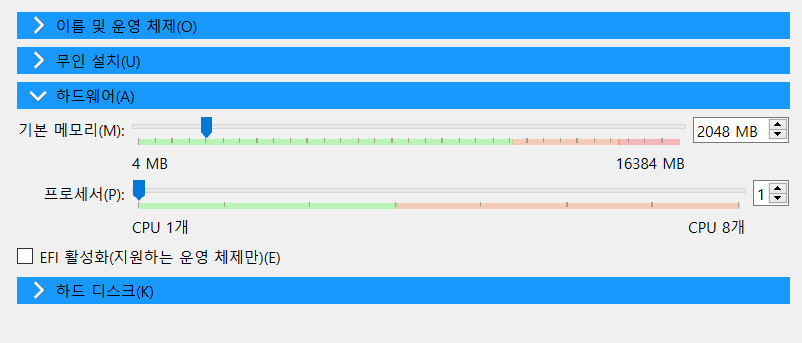 이름 및 운영 체제(O)
무인 설치(U)
하드웨어(A)
기본 메모리(M): 2048 MB
4 MB 16384 MB
프로세서(P): 1
CPU 1개 CPU 8개
EFI 활성화(지원하는 운영 체제만)(E)
하드 디스크(K)